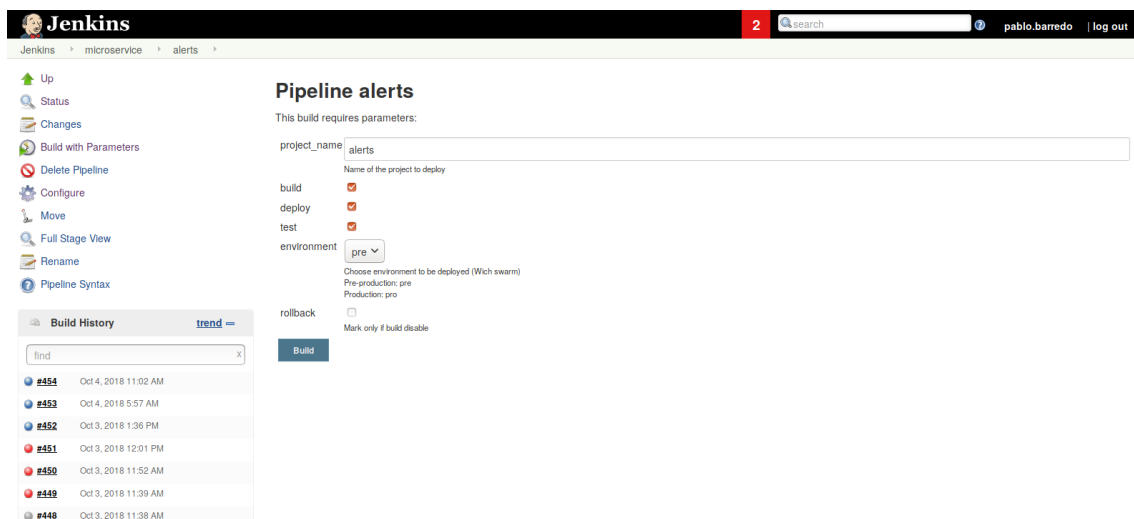 Jenkins
2
search
pablo.barredo
| log out
Jenkins
microservice
alerts
Up
Status
Changes
Build with Parameters
Delete Pipeline
Configure
Move
Full Stage View
Rename
Pipeline Syntax
Build History
trend
find
x
#454 Oct 4, 2018 11:02 AM
#453 Oct 4, 2018 5:57 AM
#452 Oct 3, 2018 1:36 PM
#451 Oct 3, 2018 12:01 PM
#450 Oct 3, 2018 11:52 AM
#449 Oct 3, 2018 11:39 AM
#448 Oct 3, 2018 11:38 AM
Pipeline alerts
This build requires parameters:
project_name alerts
Name of the project to deploy
build
deploy
test
environment pre
Choose environment to be deployed (Wich swarm)
Pre-production: pre
Production: pro
rollback
Mark only if build disable
Build